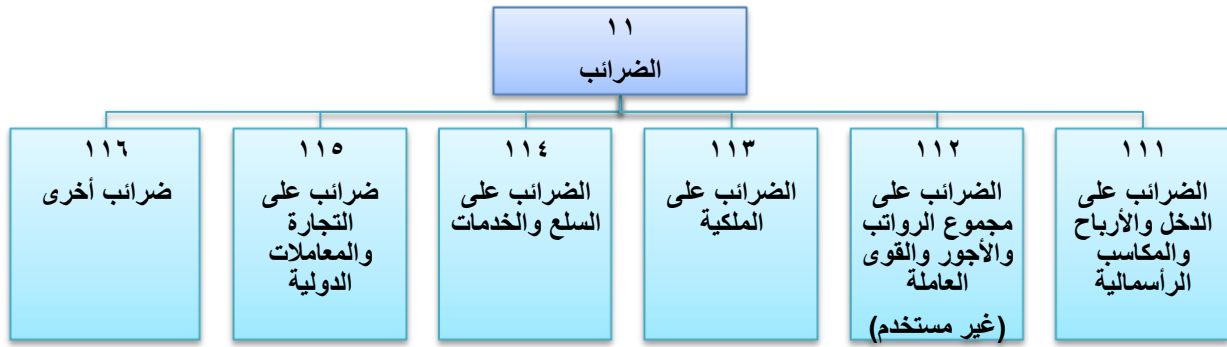 ١١
الضرائب
١١١
الضرائب على
الدخل والأرباح
والمكاسب
الرأسمالية
١١٢
الضرائب على
مجموع الرواتب
والأجور والقوى
العاملة
(غير مستخدم)
١١٣
الضرائب على
الملكية
١١٤
الضرائب على
السلع والخدمات
١١٥
ضرائب على
التجارة
والمعاملات
الدولية
١١٦
ضرائب أخرى